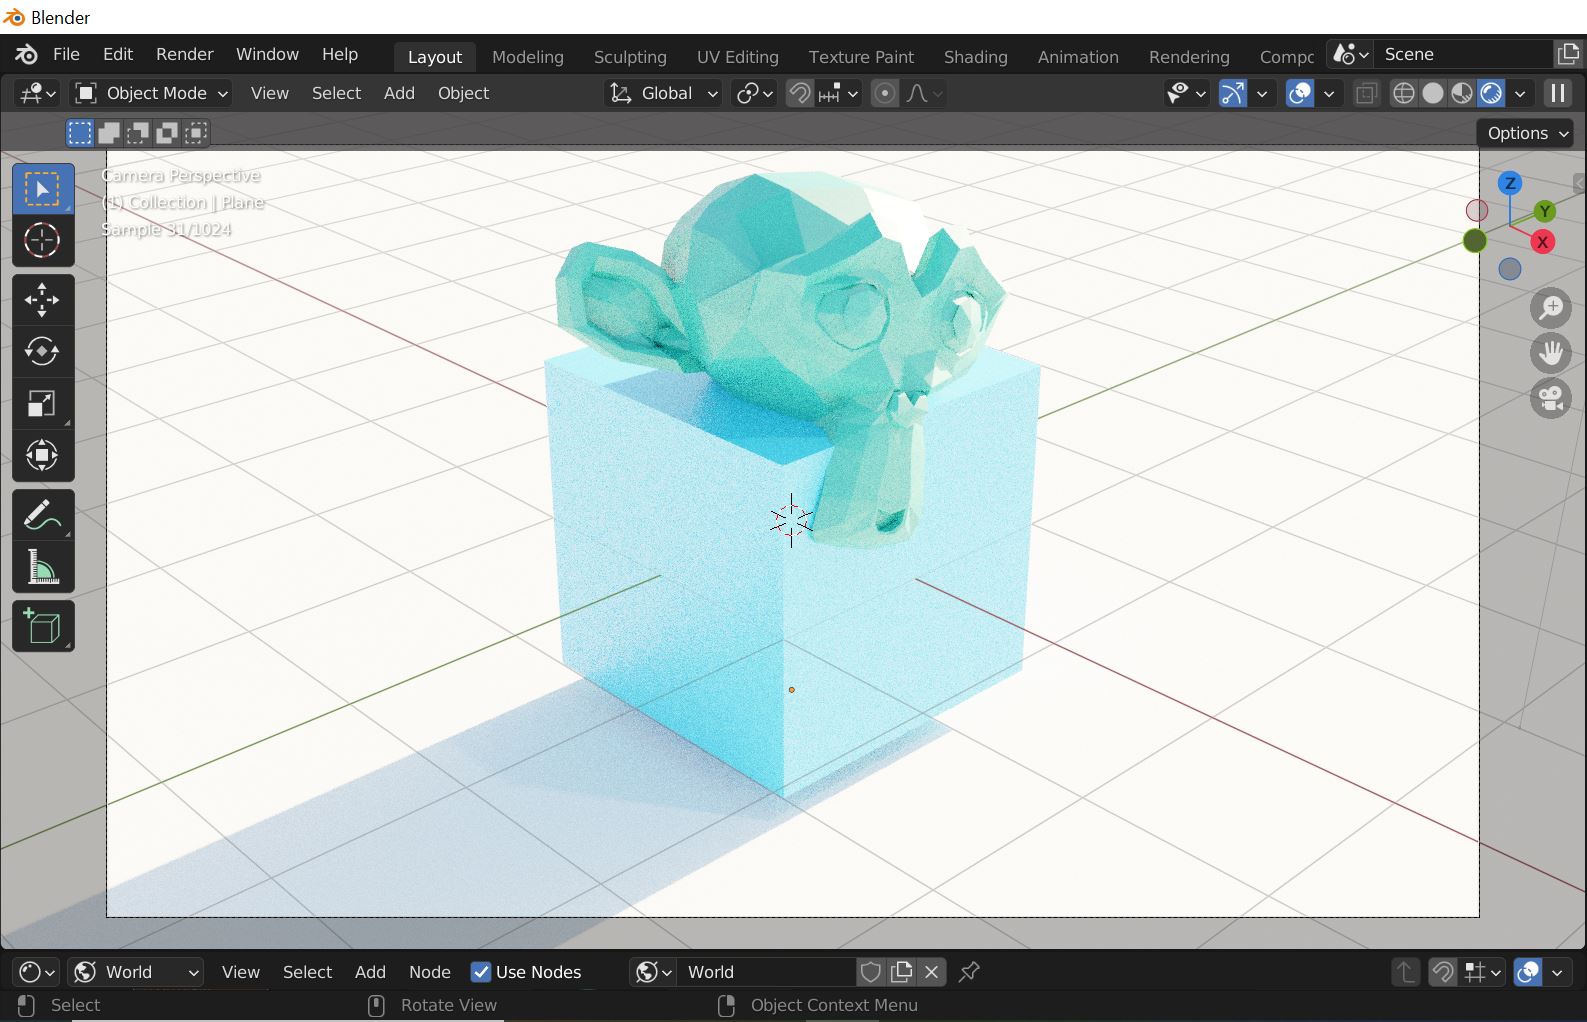 Blender
File Edit Render Window Help Layout Modeling Sculpting UV Editing Texture Paint Shading Animation Rendering Compc Scene
Object Mode View Select Add Object Global
Options
Camera Perspective
(1) Collection | Plane
Sample 31/1024
Z
Y
X
World View Select Add Node Use Nodes World
Select Rotate View Object Context Menu